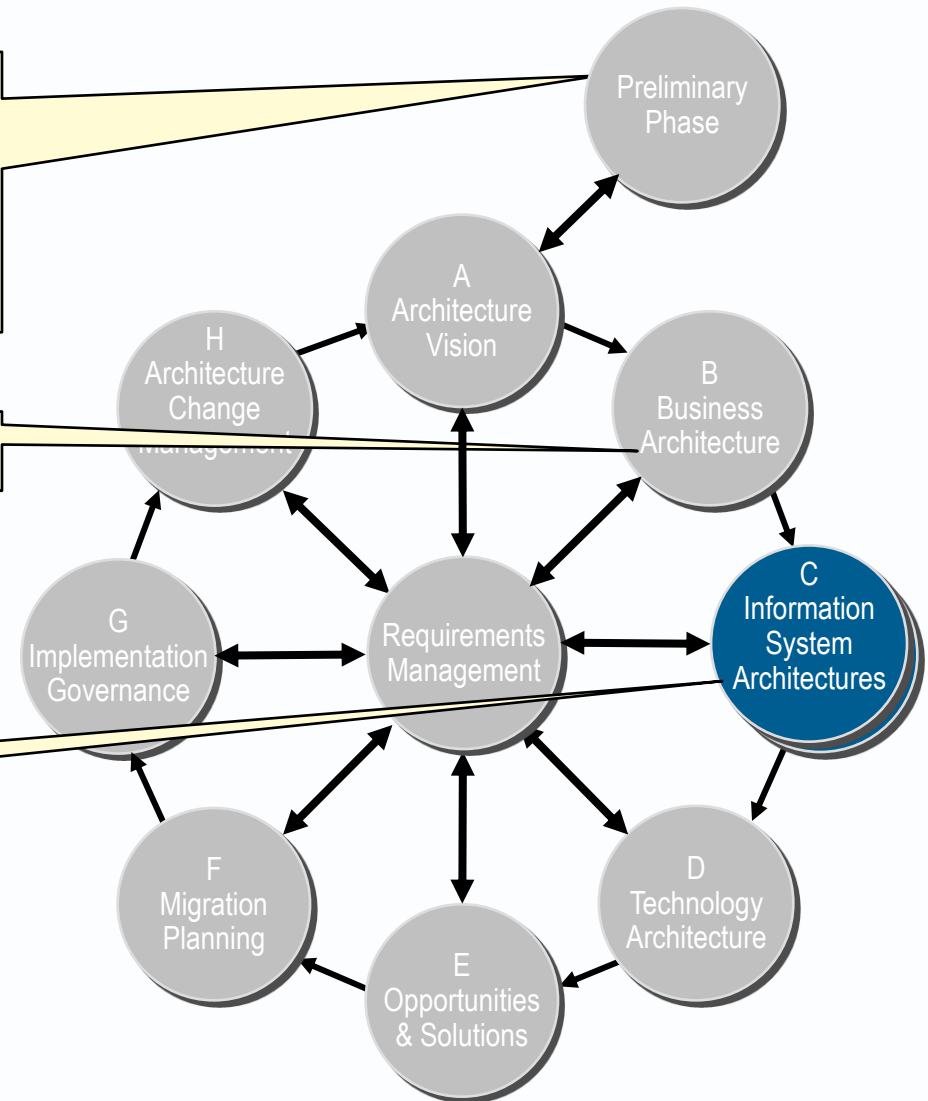 Preliminary
Phase
A
Architecture
Vision
H
Architecture
Change
Management
B
Business
Architecture
C
Information
System
Architectures
G
Implementation
Governance
Requirements
Management
F
Migration
Planning
D
Technology
Architecture
E
Opportunities
& Solutions